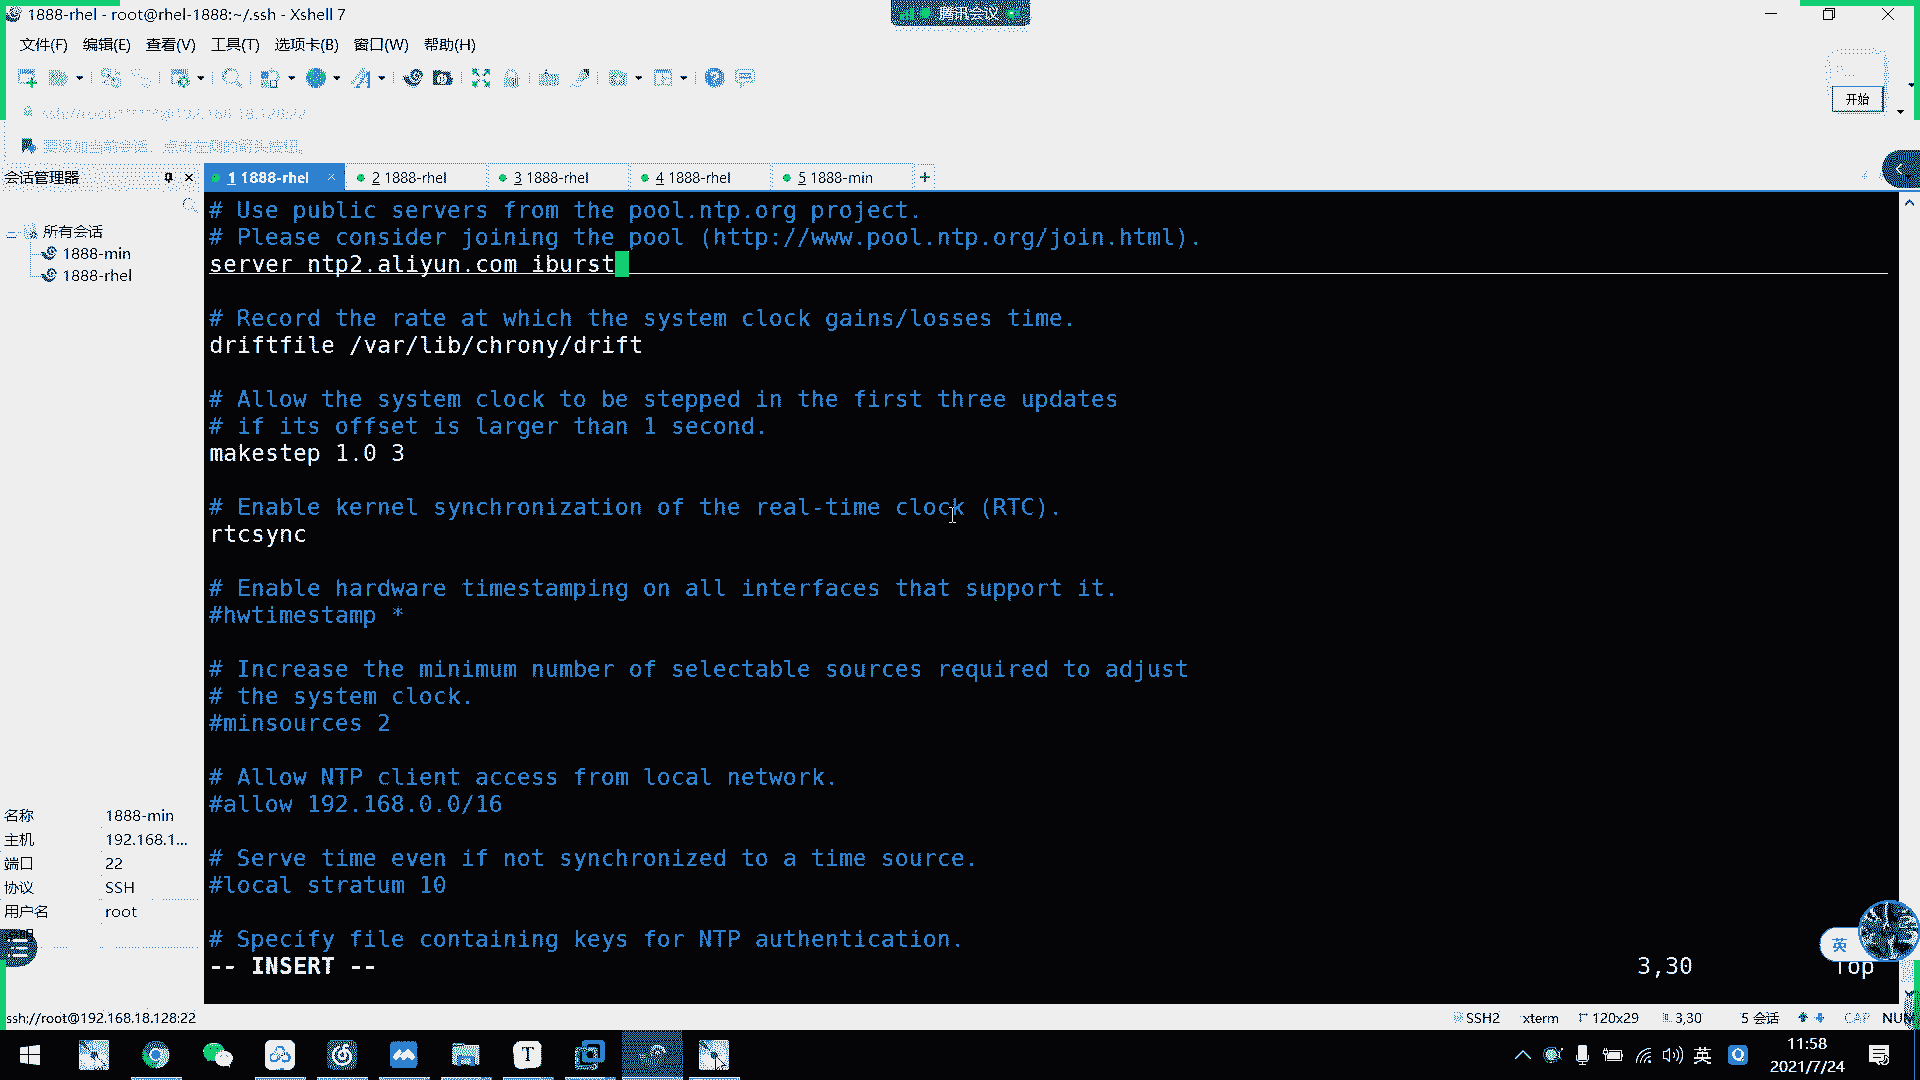 1888-rhel - root@rhel-1888:~/.ssh - Xshell 7
腾讯会议
文件(F) 编辑(E) 查看(V) 工具(T) 选项卡(B) 窗口(W) 帮助(H)
开始
会话管理器
1 1888-rhel
2 1888-rhel
3 1888-rhel
4 1888-rhel
5 1888-min
所有会话
1888-min
1888-rhel
# Use public servers from the pool.ntp.org project.
# Please consider joining the pool (http://www.pool.ntp.org/join.html).
server ntp2.aliyun.com iburst
# Record the rate at which the system clock gains/losses time.
driftfile /var/lib/chrony/drift
# Allow the system clock to be stepped in the first three updates
# if its offset is larger than 1 second.
makestep 1.0 3
# Enable kernel synchronization of the real-time clock (RTC).
rtcsync
# Enable hardware timestamping on all interfaces that support it.
#hwtimestamp *
# Increase the minimum number of selectable sources required to adjust
# the system clock.
#minsources 2
# Allow NTP client access from local network.
#allow 192.168.0.0/16
# Serve time even if not synchronized to a time source.
#local stratum 10
# Specify file containing keys for NTP authentication.
-- INSERT --
3,30
Top
名称 1888-min
主机 192.168.1...
端口 22
协议 SSH
用户名 root
英
ssh://root@192.168.18.128:22
SSH2 xterm 120x29 3,30 5 会话 CAP NUM
英
11:58
2021/7/24